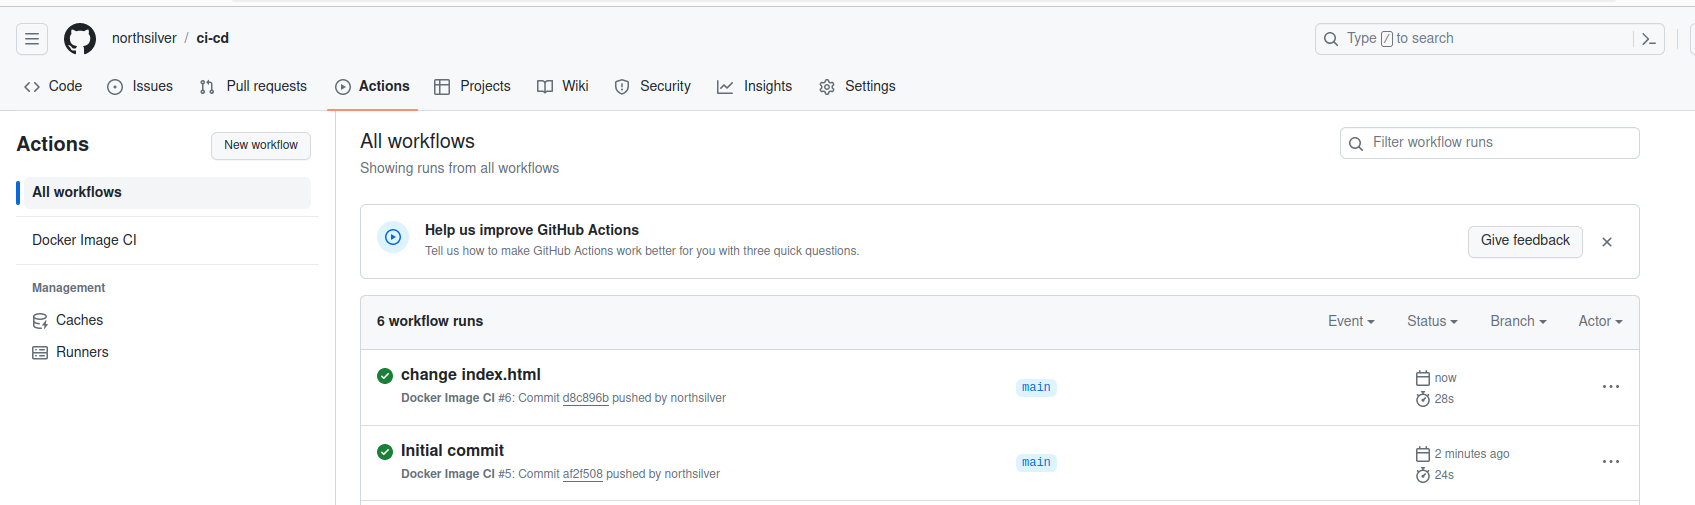 northsilver / ci-cd
Type / to search
Code Issues Pull requests Actions Projects Wiki Security Insights Settings
Actions
New workflow
All workflows
Docker Image CI
Management
Caches
Runners
All workflows
Showing runs from all workflows
Filter workflow runs
Help us improve GitHub Actions
Tell us how to make GitHub Actions work better for you with three quick questions.
Give feedback
6 workflow runs
Event Status Branch Actor
change index.html
Docker Image CI #6: Commit d8c896b pushed by northsilver
main
now
28s
Initial commit
Docker Image CI #5: Commit af2f508 pushed by northsilver
main
2 minutes ago
24s